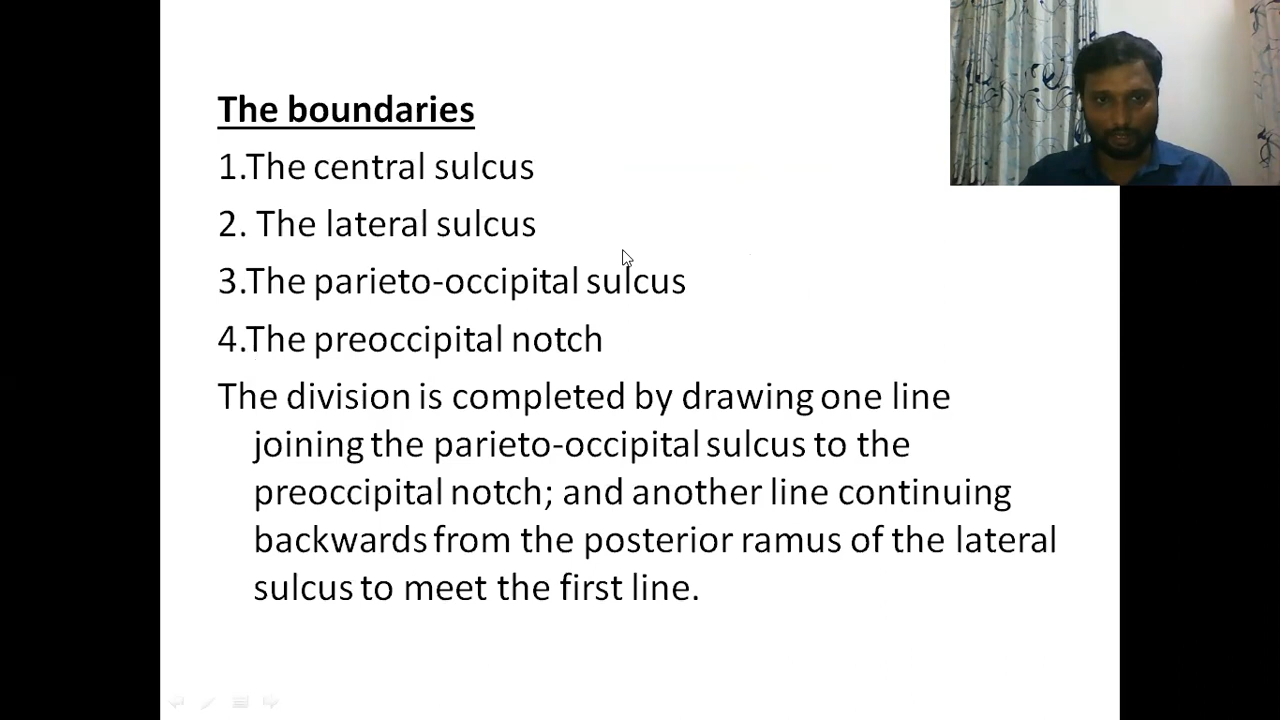 The boundaries
1.The central sulcus
2. The lateral sulcus
3.The parieto-occipital sulcus
4.The preoccipital notch
The division is completed by drawing one line
joining the parieto-occipital sulcus to the
preoccipital notch; and another line continuing
backwards from the posterior ramus of the lateral
sulcus to meet the first line.